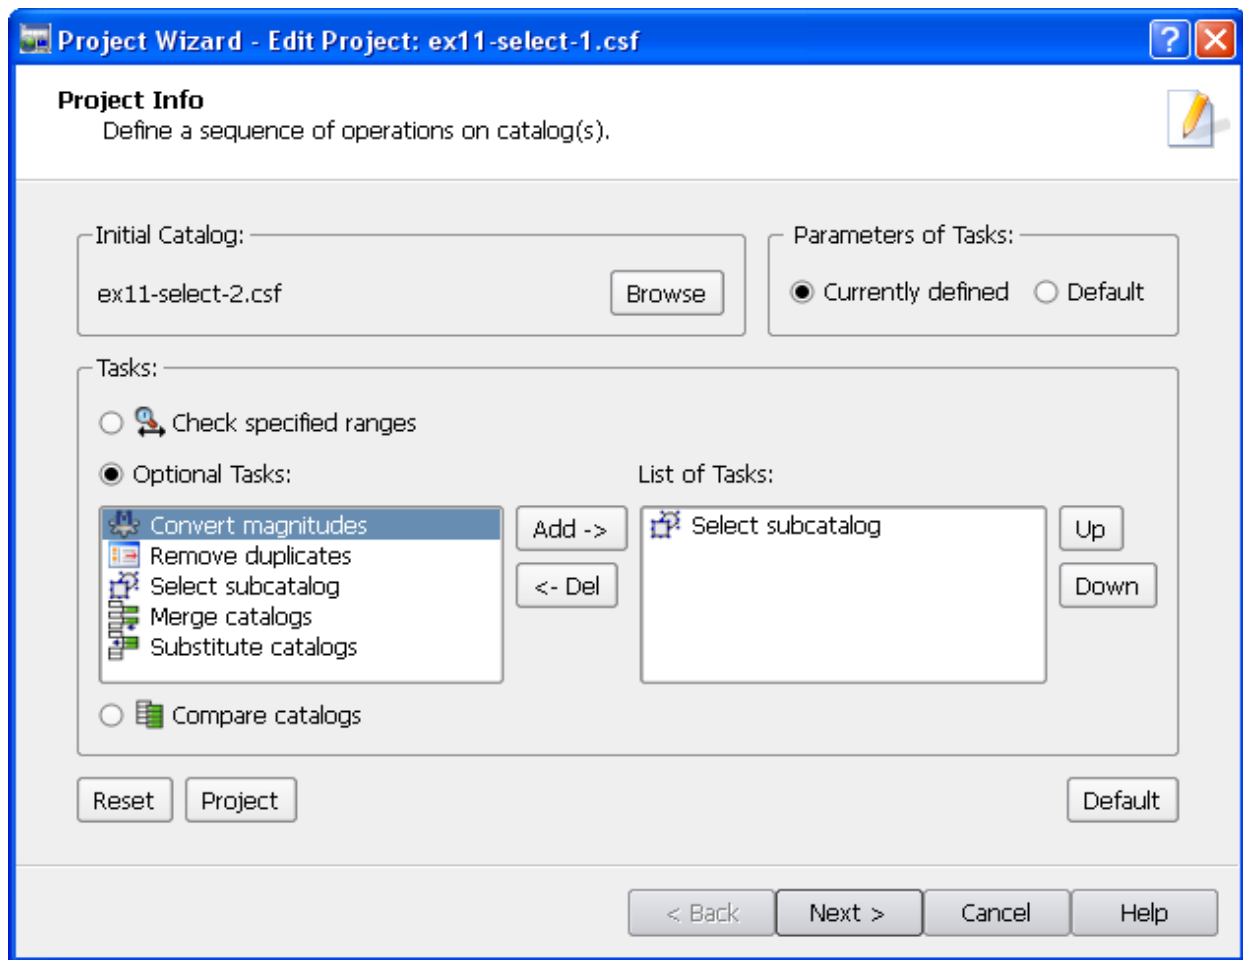 Project Wizard - Edit Project: ex11-select-1.csf
Project Info
Define a sequence of operations on catalog(s).
Initial Catalog:
ex11-select-2.csf
Browse
Parameters of Tasks:
Currently defined
Default
Tasks:
Check specified ranges
Optional Tasks:
Convert magnitudes
Remove duplicates
Select subcatalog
Merge catalogs
Substitute catalogs
Add ->
<- Del
List of Tasks:
Select subcatalog
Up
Down
Compare catalogs
Reset
Project
Default
< Back
Next >
Cancel
Help